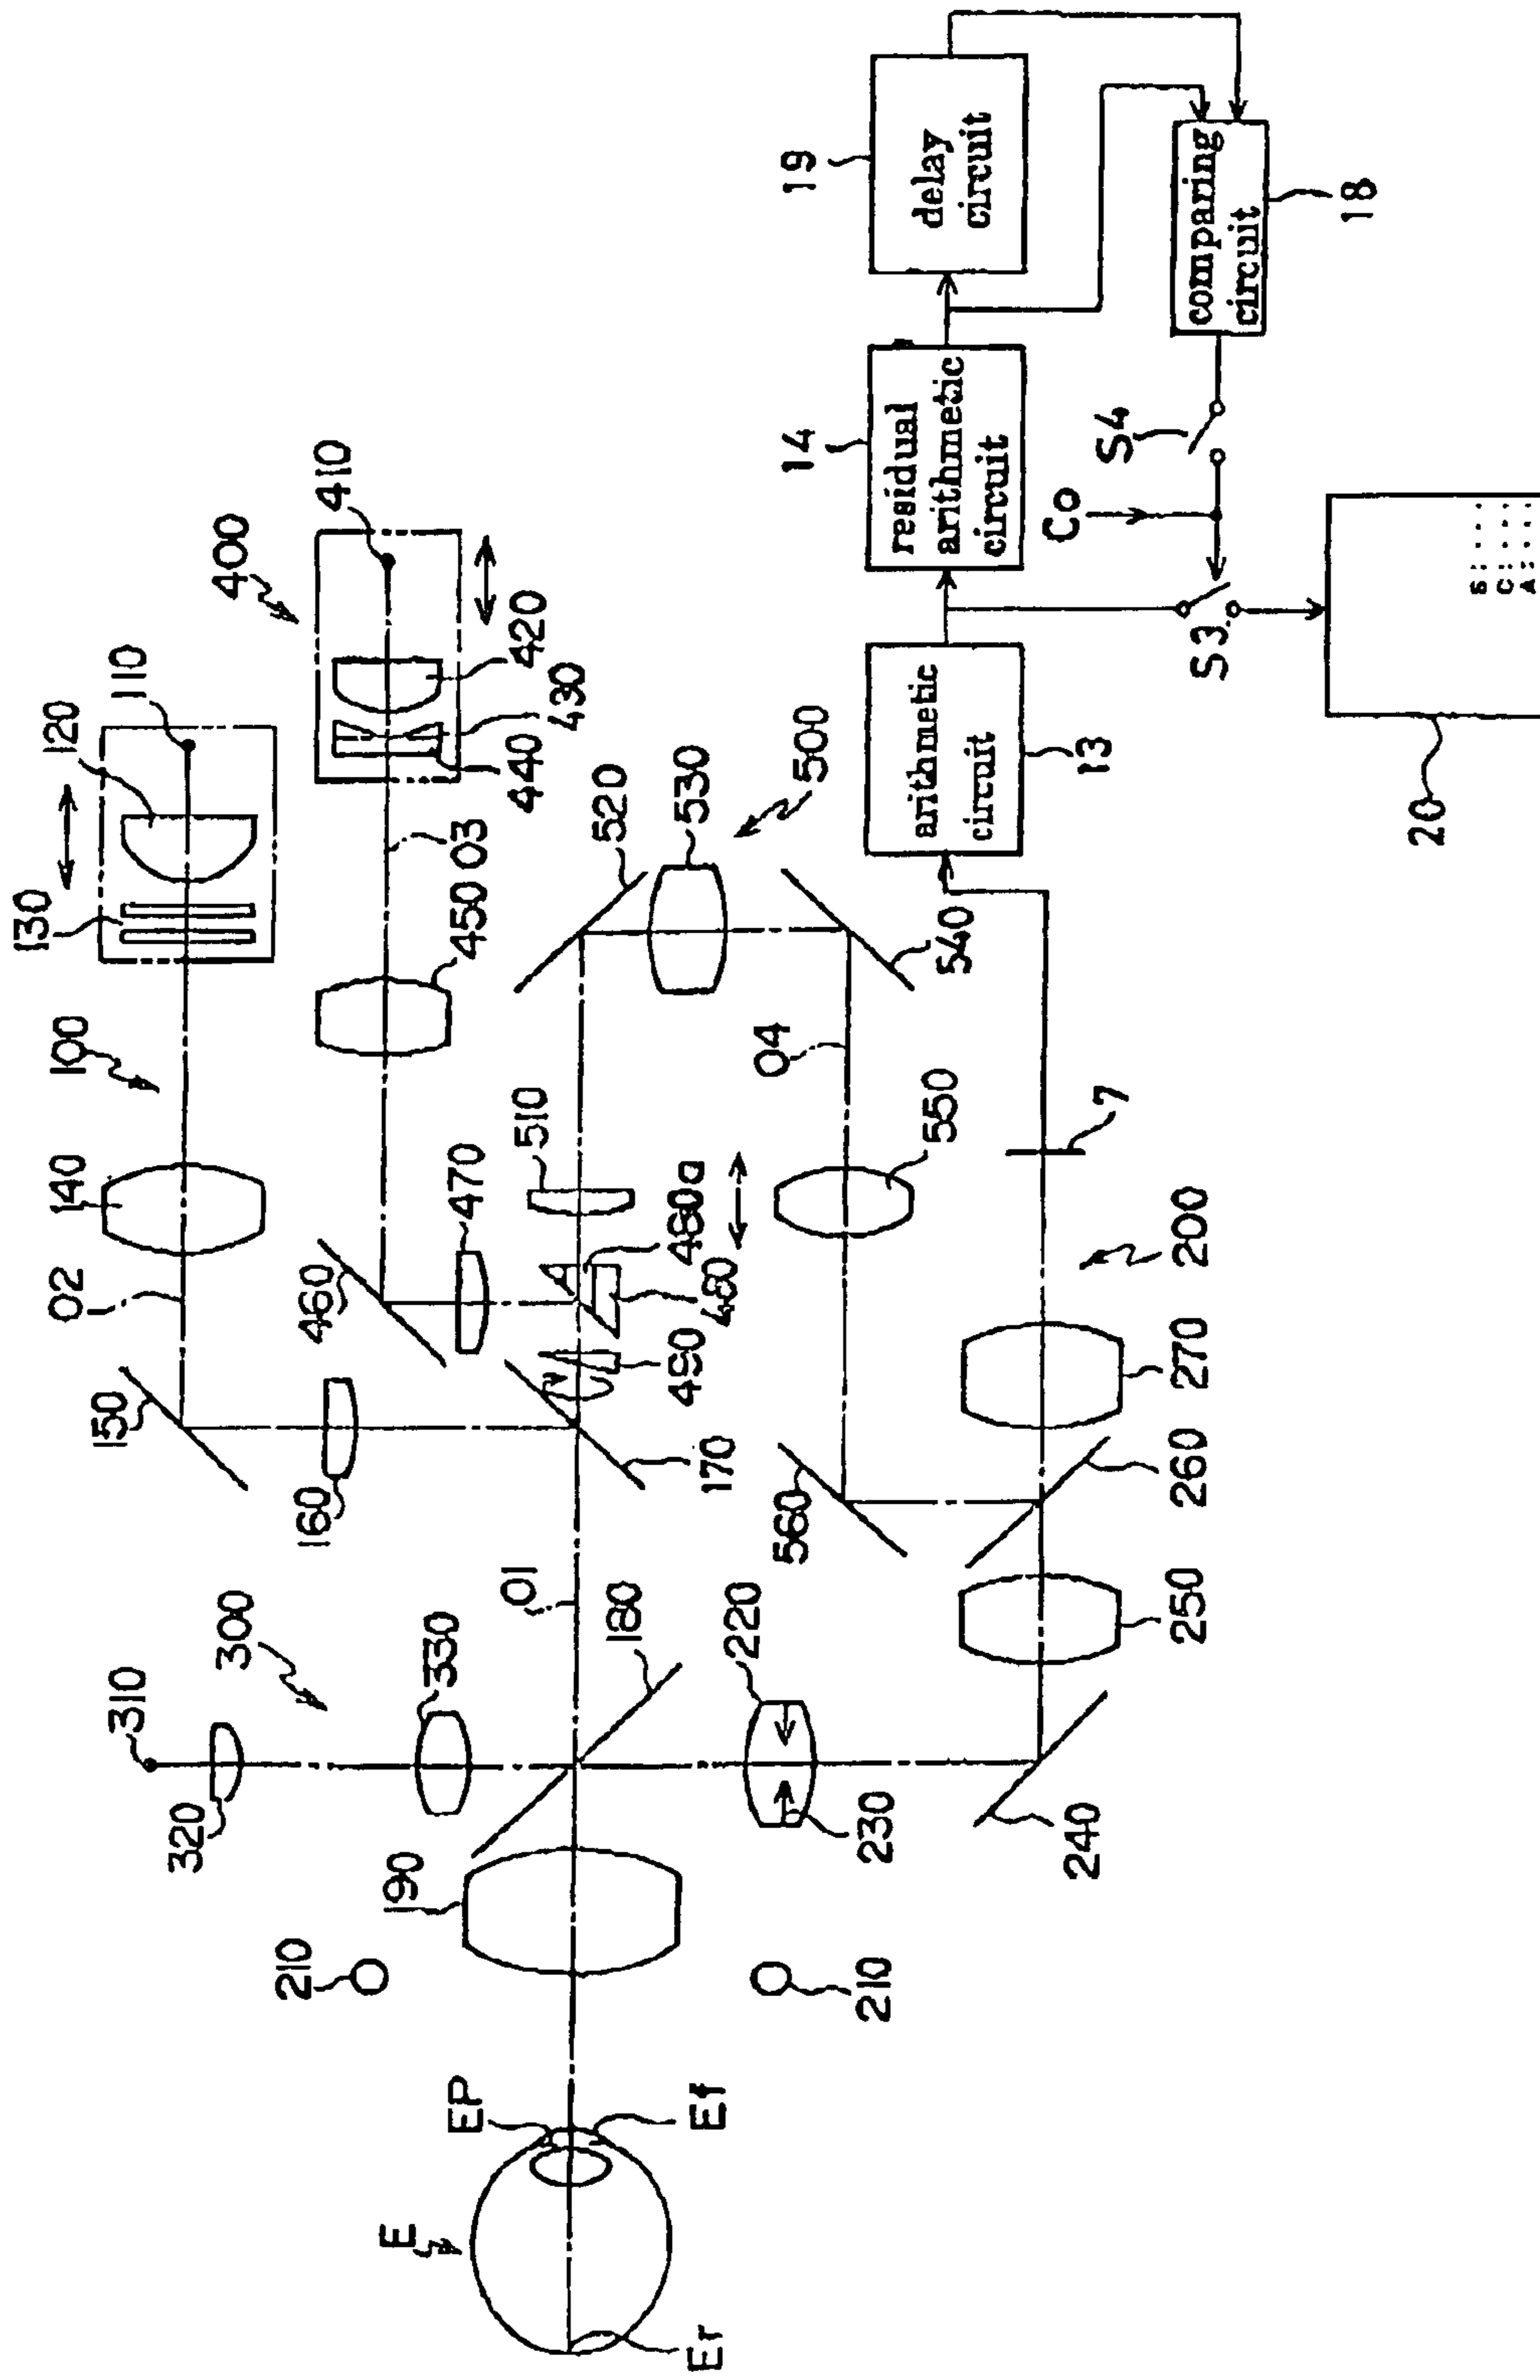 E
EP
Ef
Er
210
210
190
310
320
300
330
O1
180
220
230
240
250
260
270
200
7
150
160
170
O2
140
100
130
120
110
400
410
420
430
440
O3
450
460
470
480a
480
490
510
520
530
500
540
O4
550
560
arithmetic
circuit
13
residual
arithmetic
circuit
14
delay
circuit
19
comparing
circuit
18
S4
Co
S3
20
S: . . .
C: . . .
A: . . .